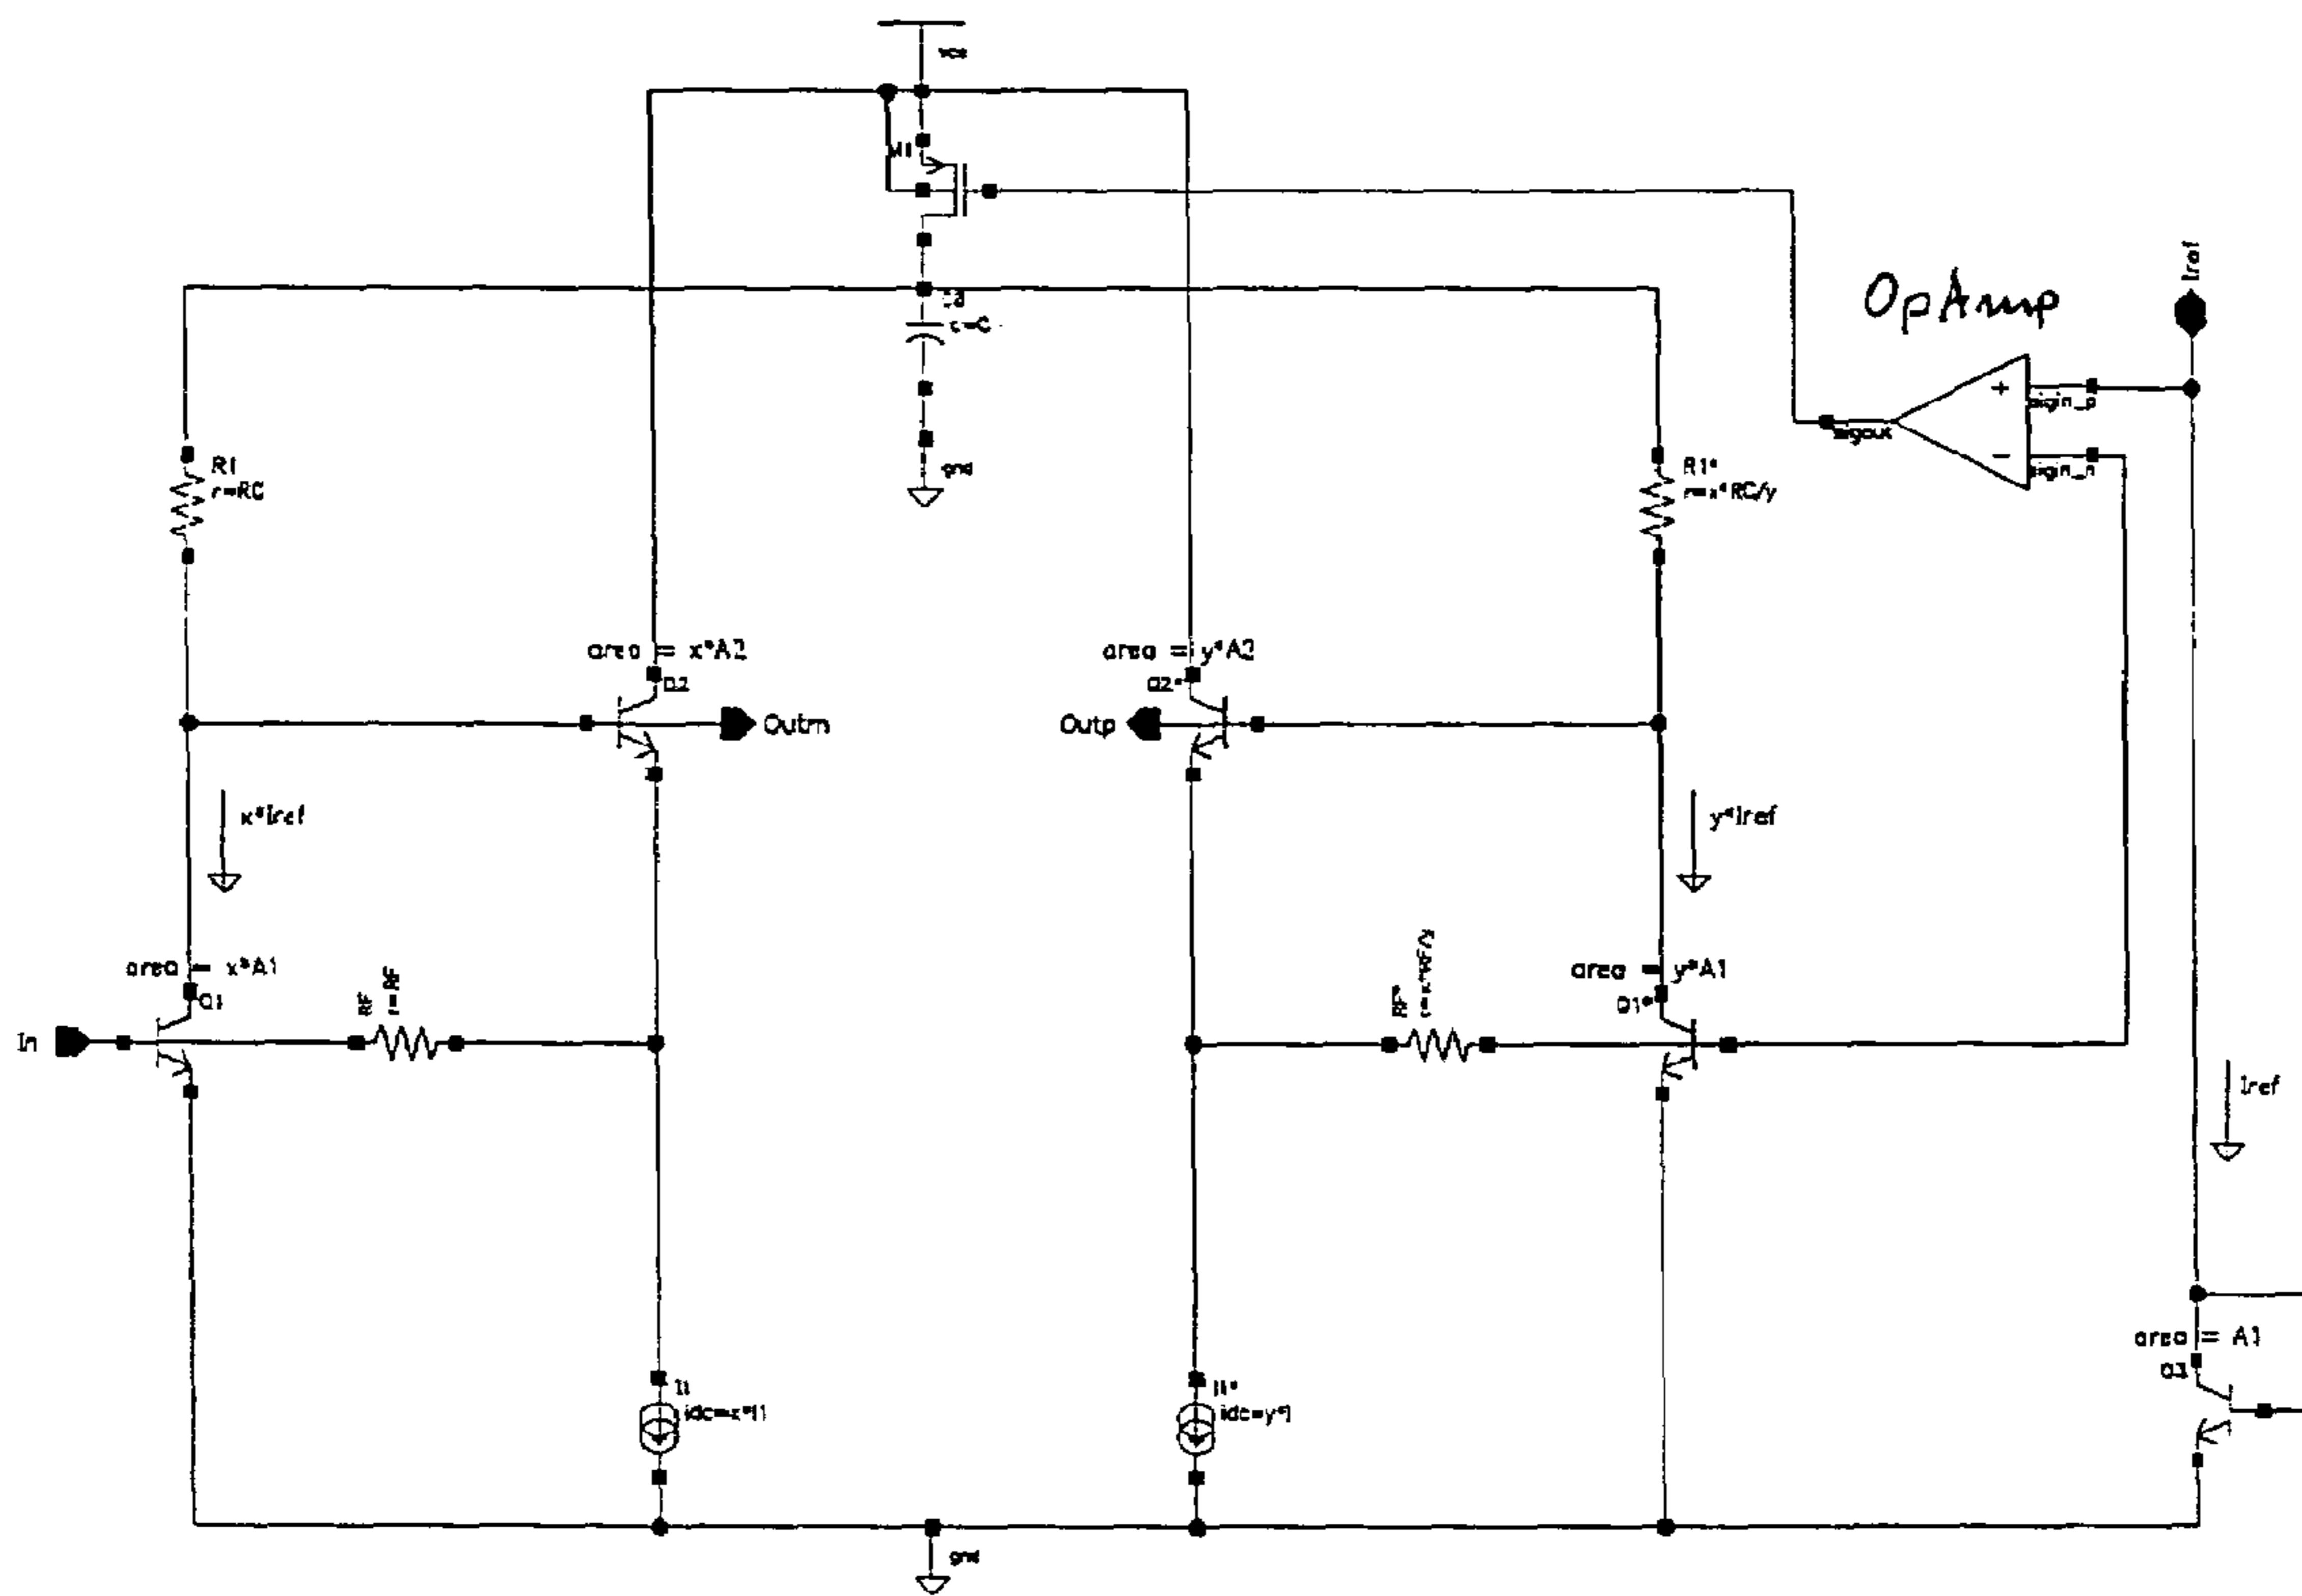 Vcc
M1
Iref
OpAmp
+
sigin_p
sigout
−
sigin_n
c=C
gnd
R1
r=RC
R1*
r=x*RC/y
area = x*A2
Q2
area = y*A2
Q2*
Outm
Outp
x*Iref
y*Iref
area = x*A1
Q1
RF
r=RF
RF*
area = y*A1
Q1*
In
Iref
area = A1
Q3
I1
idc=x*I1
I1*
idc=y*I
gnd